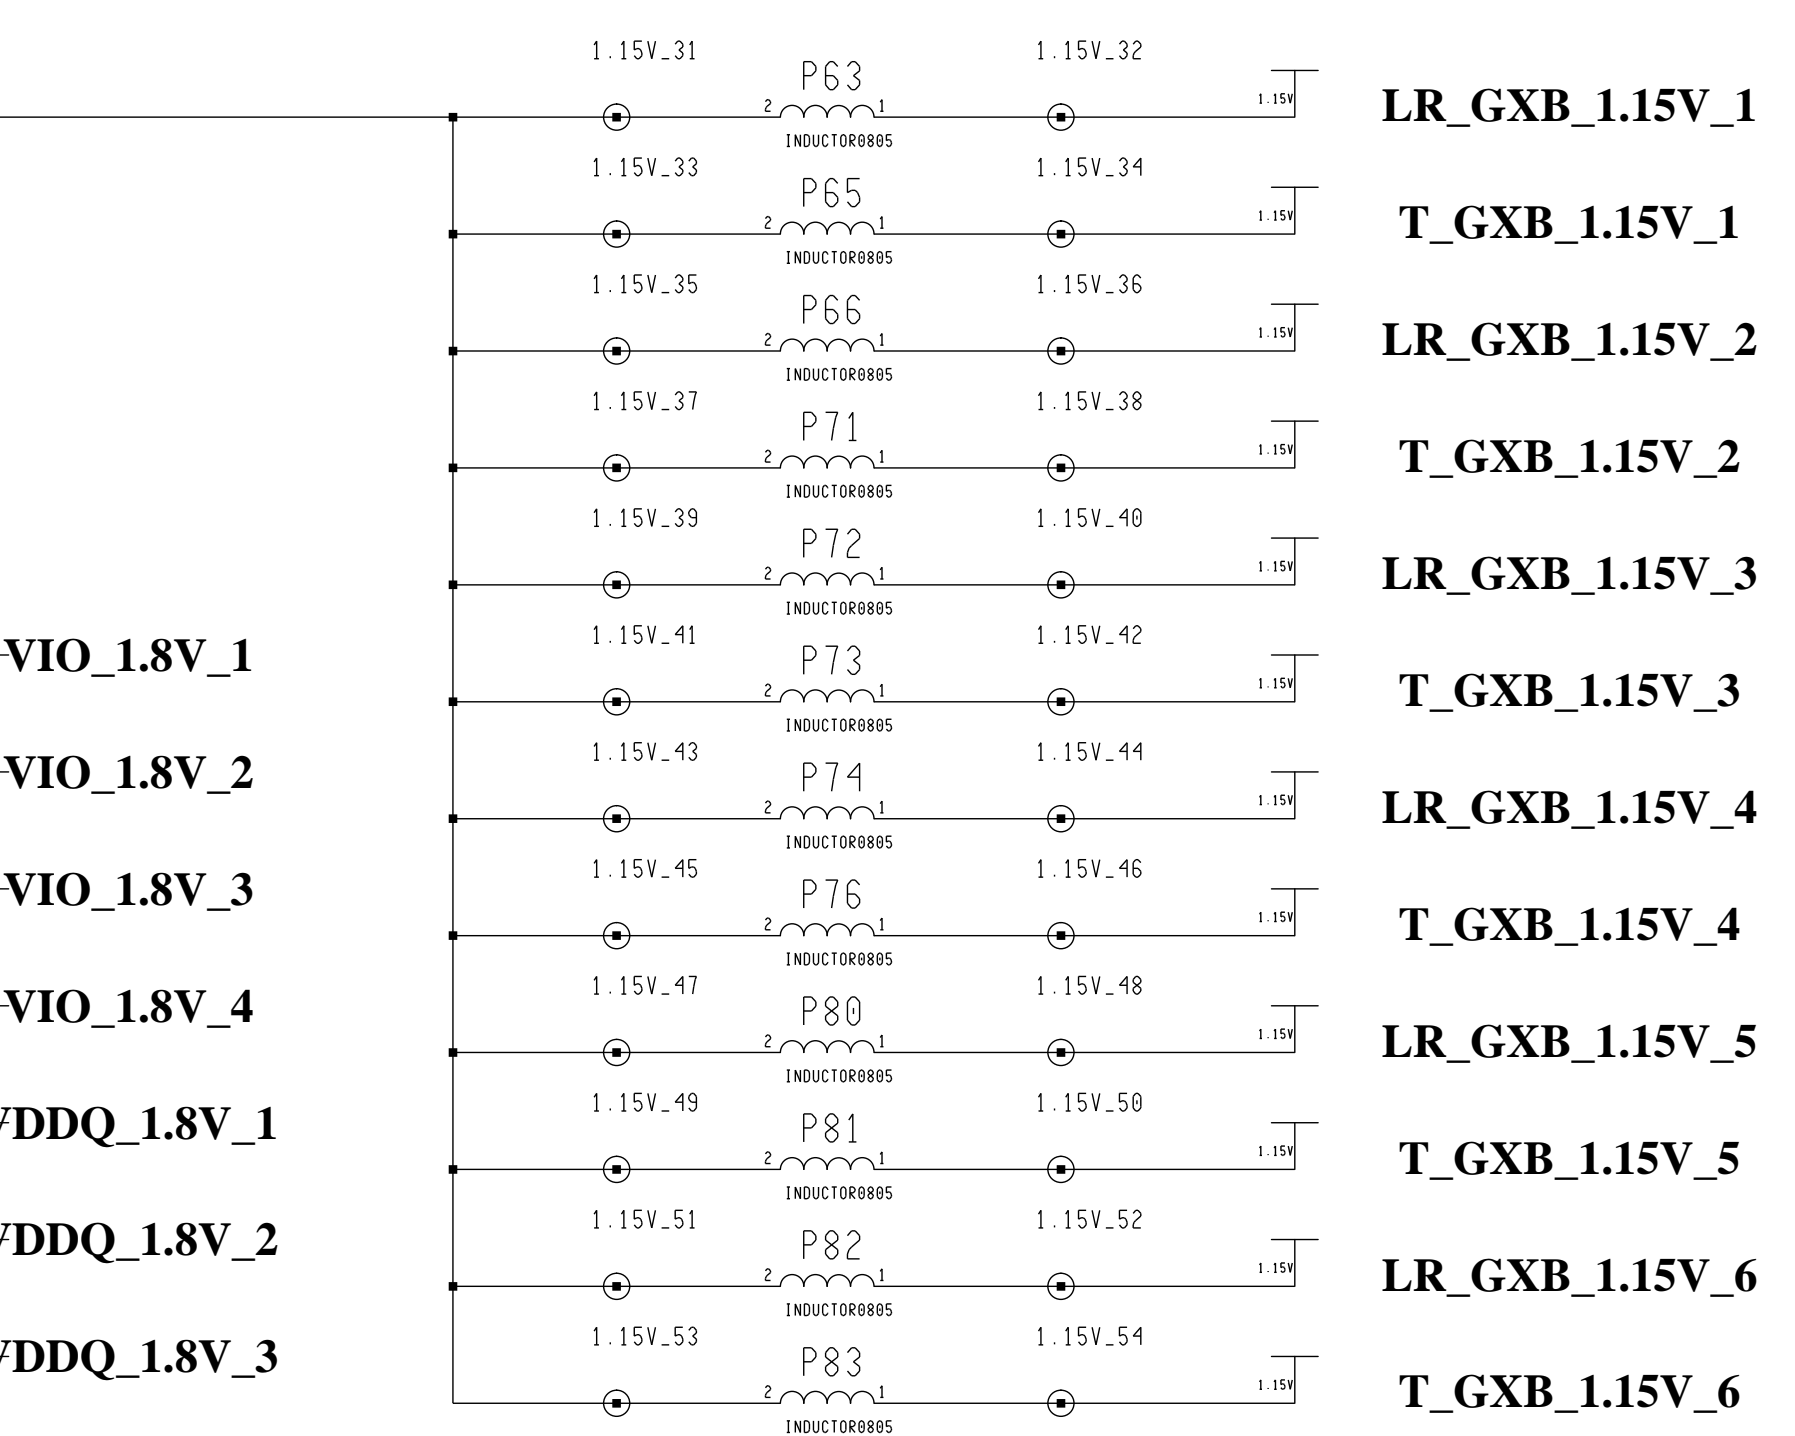 1.15V_31 1.15V_32
P63
2 1 1.15V LR_GXB_1.15V_1
INDUCTOR0805
1.15V_33 1.15V_34
P65
2 1 1.15V T_GXB_1.15V_1
INDUCTOR0805
1.15V_35 1.15V_36
P66
2 1 1.15V LR_GXB_1.15V_2
INDUCTOR0805
1.15V_37 1.15V_38
P71
2 1 1.15V T_GXB_1.15V_2
INDUCTOR0805
1.15V_39 1.15V_40
P72
2 1 1.15V LR_GXB_1.15V_3
INDUCTOR0805
1.15V_41 1.15V_42
VIO_1.8V_1 P73
2 1 1.15V T_GXB_1.15V_3
INDUCTOR0805
1.15V_43 1.15V_44
VIO_1.8V_2 P74
2 1 1.15V LR_GXB_1.15V_4
INDUCTOR0805
1.15V_45 1.15V_46
VIO_1.8V_3 P76
2 1 1.15V T_GXB_1.15V_4
INDUCTOR0805
1.15V_47 1.15V_48
VIO_1.8V_4 P80
2 1 1.15V LR_GXB_1.15V_5
INDUCTOR0805
1.15V_49 1.15V_50
VDDQ_1.8V_1 P81
2 1 1.15V T_GXB_1.15V_5
INDUCTOR0805
1.15V_51 1.15V_52
VDDQ_1.8V_2 P82
2 1 1.15V LR_GXB_1.15V_6
INDUCTOR0805
1.15V_53 1.15V_54
VDDQ_1.8V_3 P83
2 1 1.15V T_GXB_1.15V_6
INDUCTOR0805